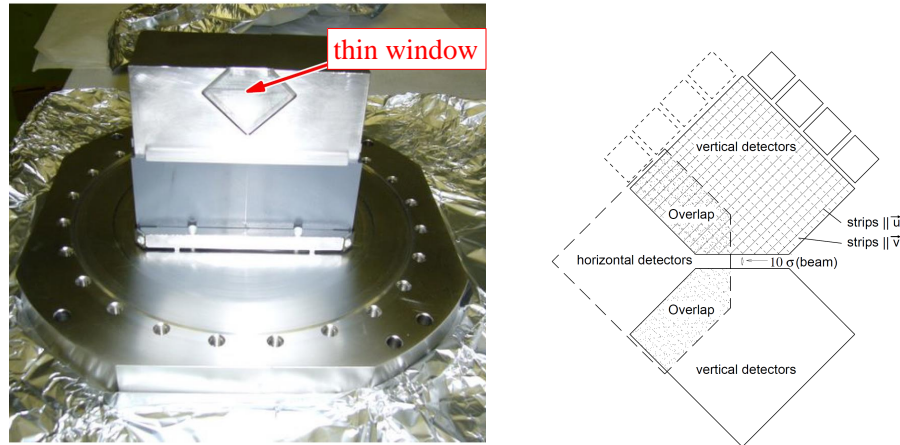 thin window
vertical detectors
Overlap
strips || u⃗
strips || v⃗
horizontal detectors
10 σ(beam)
Overlap
vertical detectors